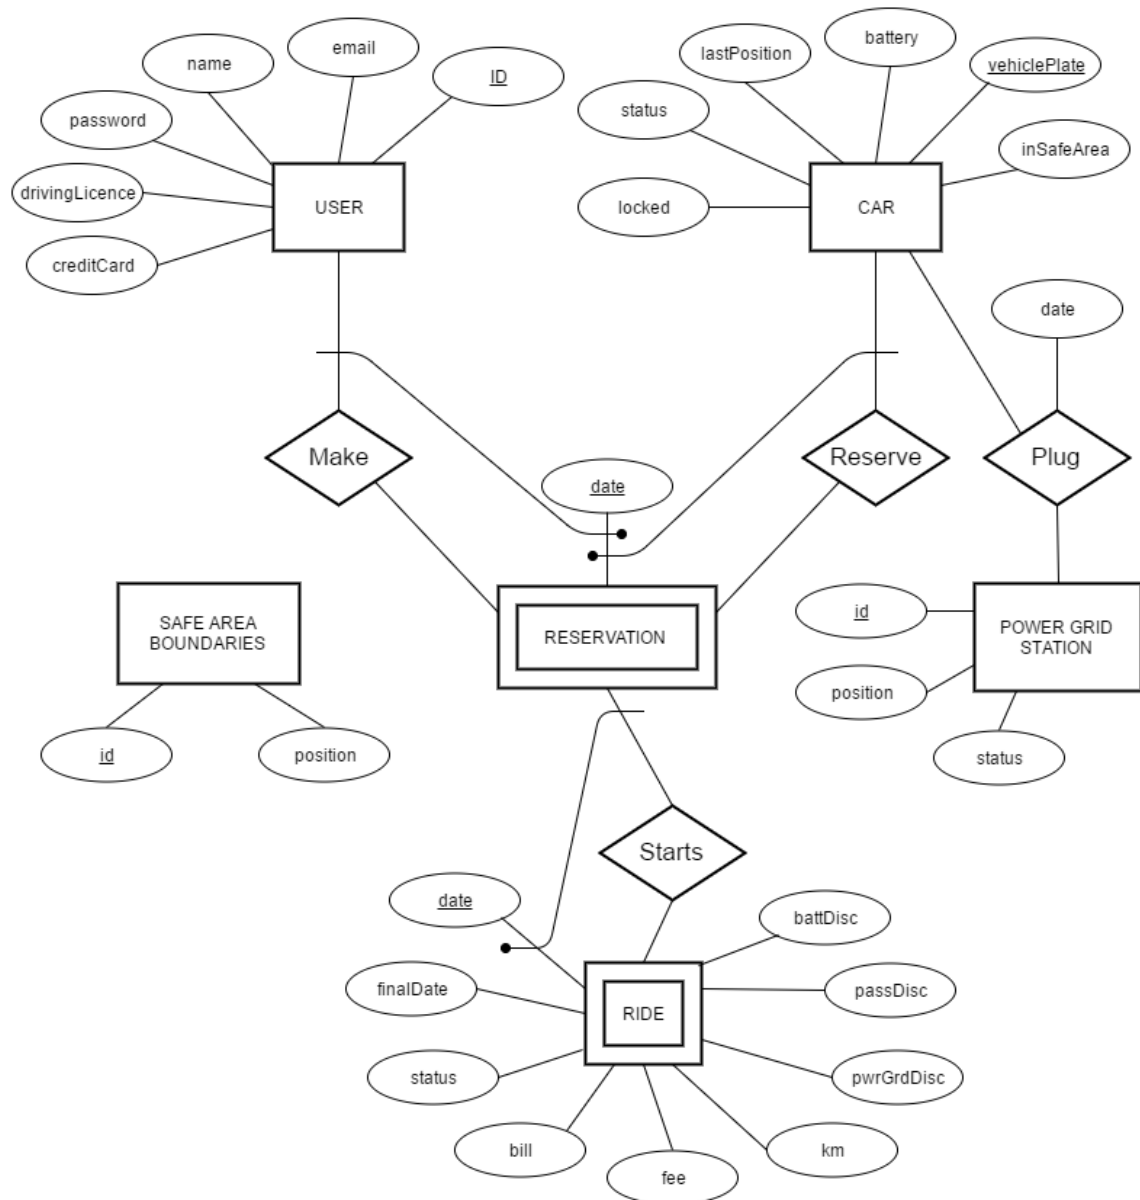 email
battery
name
lastPosition
ID
vehiclePlate
status
password
inSafeArea
drivingLicence
USER
locked
CAR
creditCard
date
Make
Reserve
Plug
date
id
SAFE AREA
BOUNDARIES
RESERVATION
POWER GRID
STATION
position
id
position
status
Starts
date
battDisc
finalDate
passDisc
RIDE
status
pwrGrdDisc
bill
km
fee